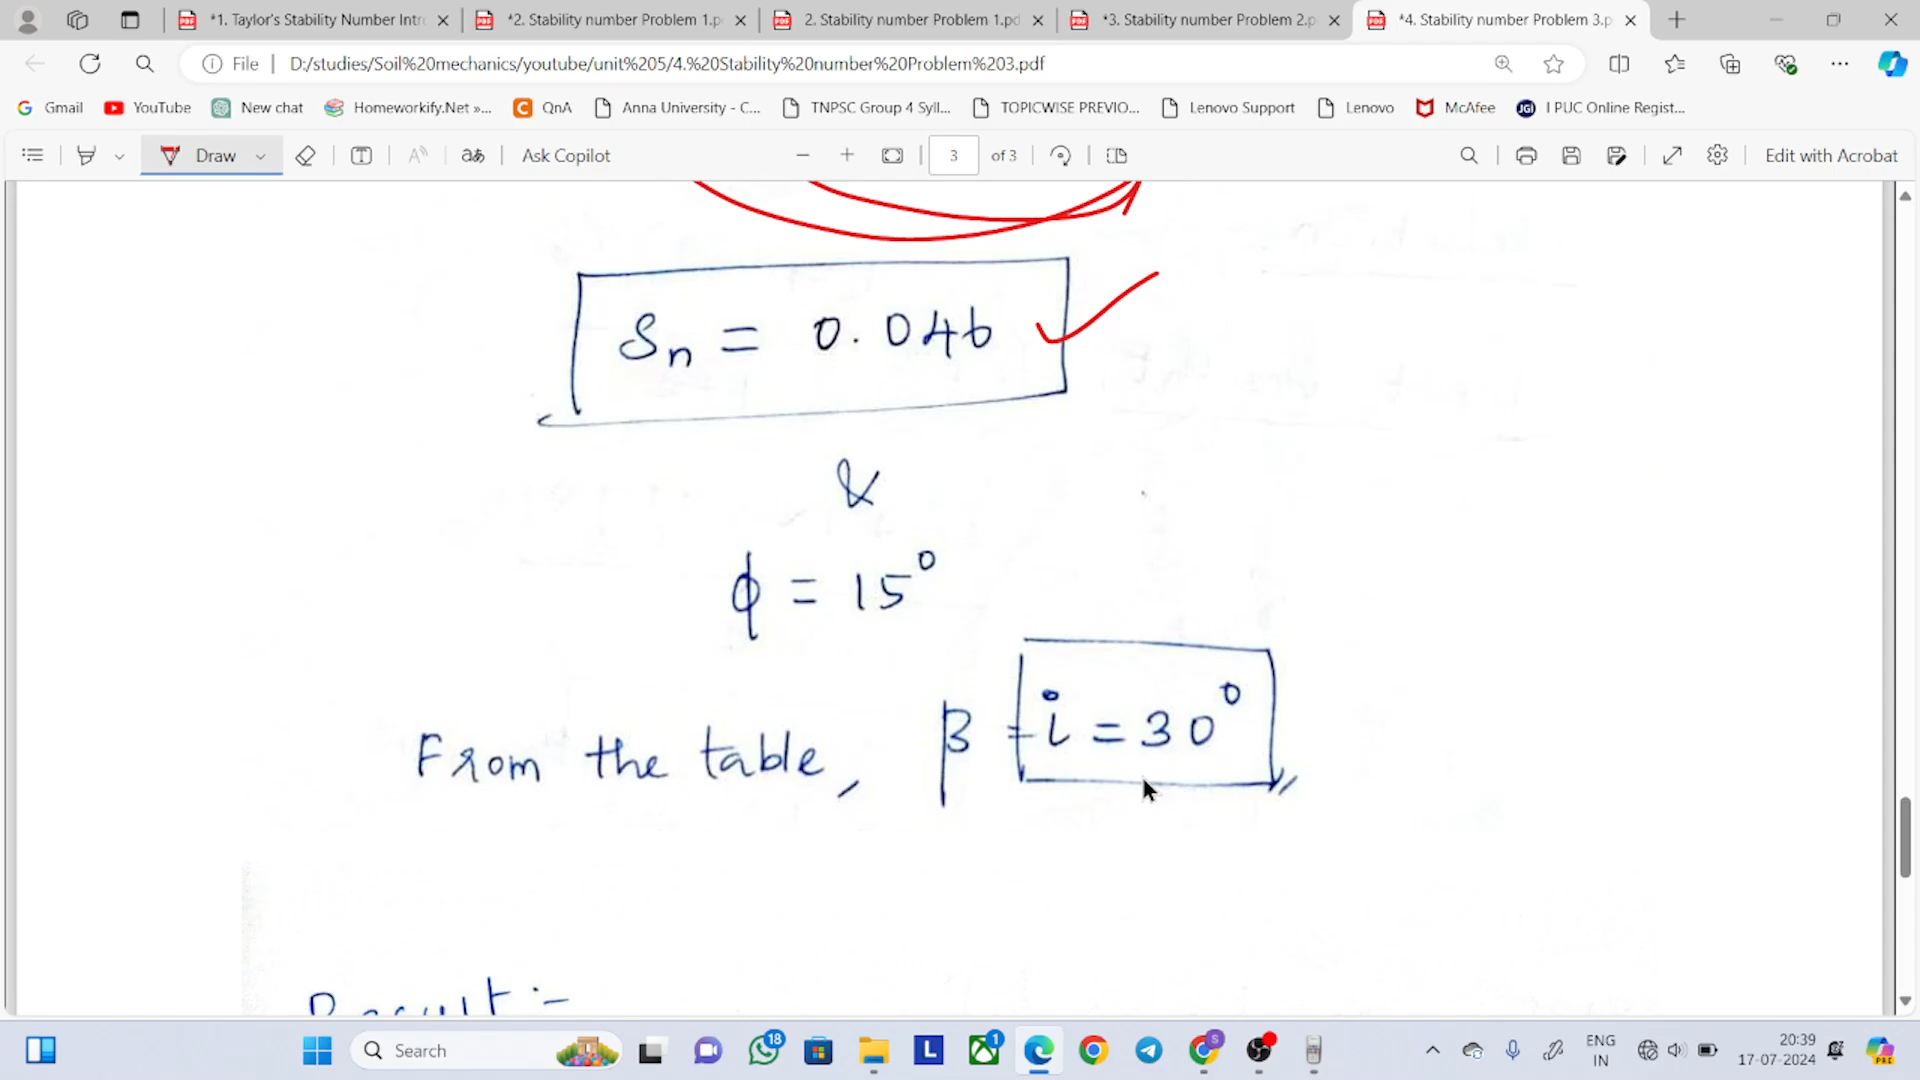 *1. Taylor's Stability Number Intr
*2. Stability number Problem 1.p
2. Stability number Problem 1.pd
*3. Stability number Problem 2.p
*4. Stability number Problem 3.p
File
D:/studies/Soil%20mechanics/youtube/unit%205/4.%20Stability%20number%20Problem%203.pdf
Gmail
YouTube
New chat
Homeworkify.Net »...
QnA
Anna University - C...
TNPSC Group 4 Syll...
TOPICWISE PREVIO...
Lenovo Support
Lenovo
McAfee
I PUC Online Regist...
Draw
Ask Copilot
3 of 3
Edit with Acrobat
Sn = 0.046
&
ϕ = 15°
From the table, β = i = 30°
Result :-
Search
18
1
ENG
IN
20:39
17-07-2024